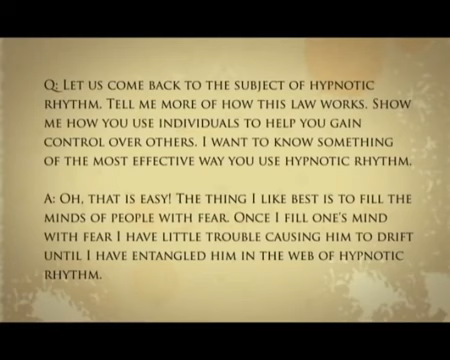 Q: LET US COME BACK TO THE SUBJECT OF HYPNOTIC
RHYTHM. TELL ME MORE OF HOW THIS LAW WORKS. SHOW
ME HOW YOU USE INDIVIDUALS TO HELP YOU GAIN
CONTROL OVER OTHERS. I WANT TO KNOW SOMETHING
OF THE MOST EFFECTIVE WAY YOU USE HYPNOTIC RHYTHM.
A: OH, THAT IS EASY! THE THING I LIKE BEST IS TO FILL THE
MINDS OF PEOPLE WITH FEAR. ONCE I FILL ONE'S MIND
WITH FEAR I HAVE LITTLE TROUBLE CAUSING HIM TO DRIFT
UNTIL I HAVE ENTANGLED HIM IN THE WEB OF HYPNOTIC
RHYTHM.